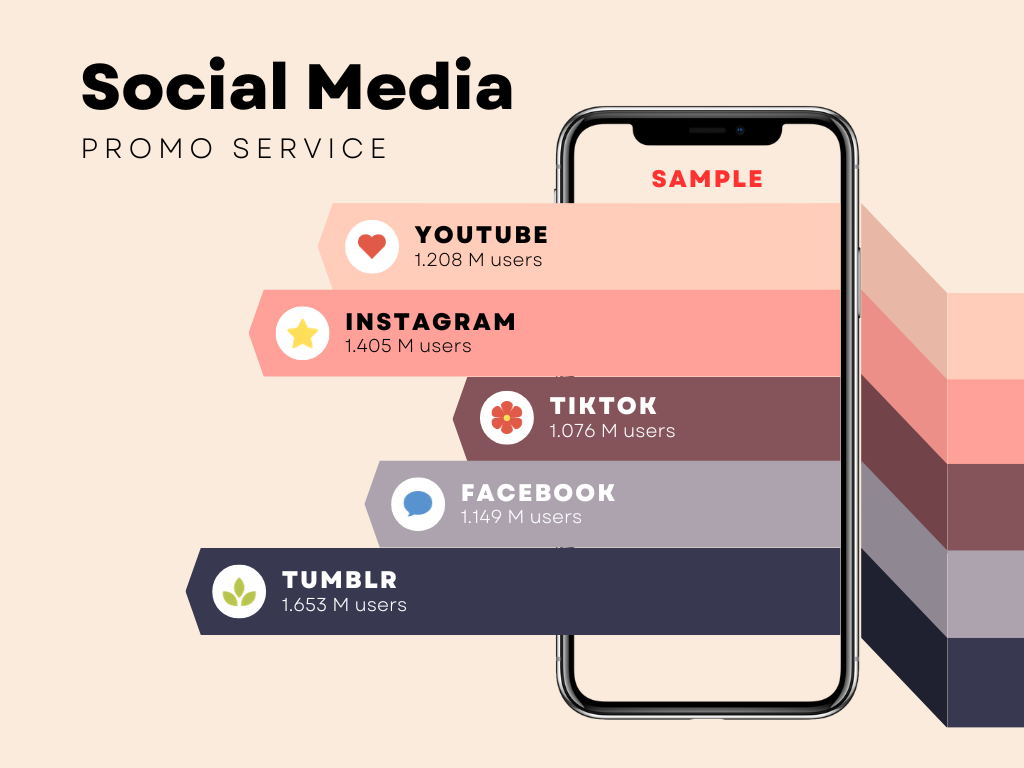 Social Media
PROMO SERVICE
SAMPLE
YOUTUBE
1.208 M users
INSTAGRAM
1.405 M users
TIKTOK
1.076 M users
FACEBOOK
1.149 M users
TUMBLR
1.653 M users